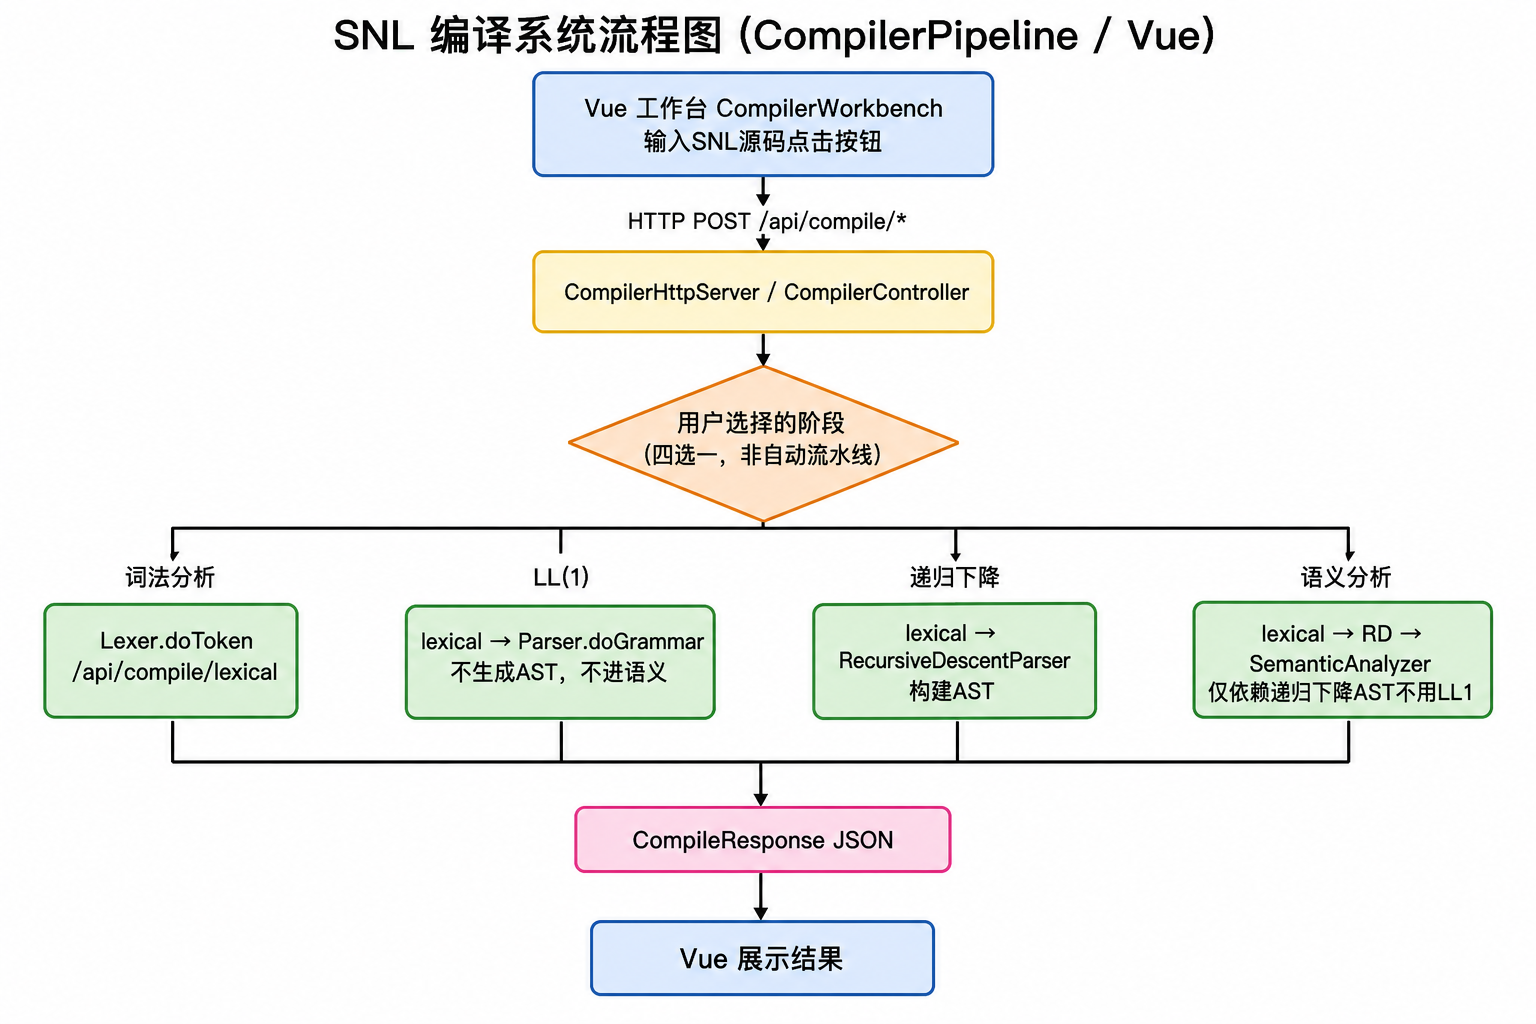 SNL 编译系统流程图 (CompilerPipeline / Vue)
Vue 工作台 CompilerWorkbench
输入SNL源码点击按钮
HTTP POST /api/compile/*
CompilerHttpServer / CompilerController
用户选择的阶段
(四选一，非自动流水线)
词法分析
LL(1)
递归下降
语义分析
Lexer.doToken
/api/compile/lexical
lexical → Parser.doGrammar
不生成AST，不进语义
lexical →
RecursiveDescentParser
构建AST
lexical → RD →
SemanticAnalyzer
仅依赖递归下降AST不用LL1
CompileResponse JSON
Vue 展示结果